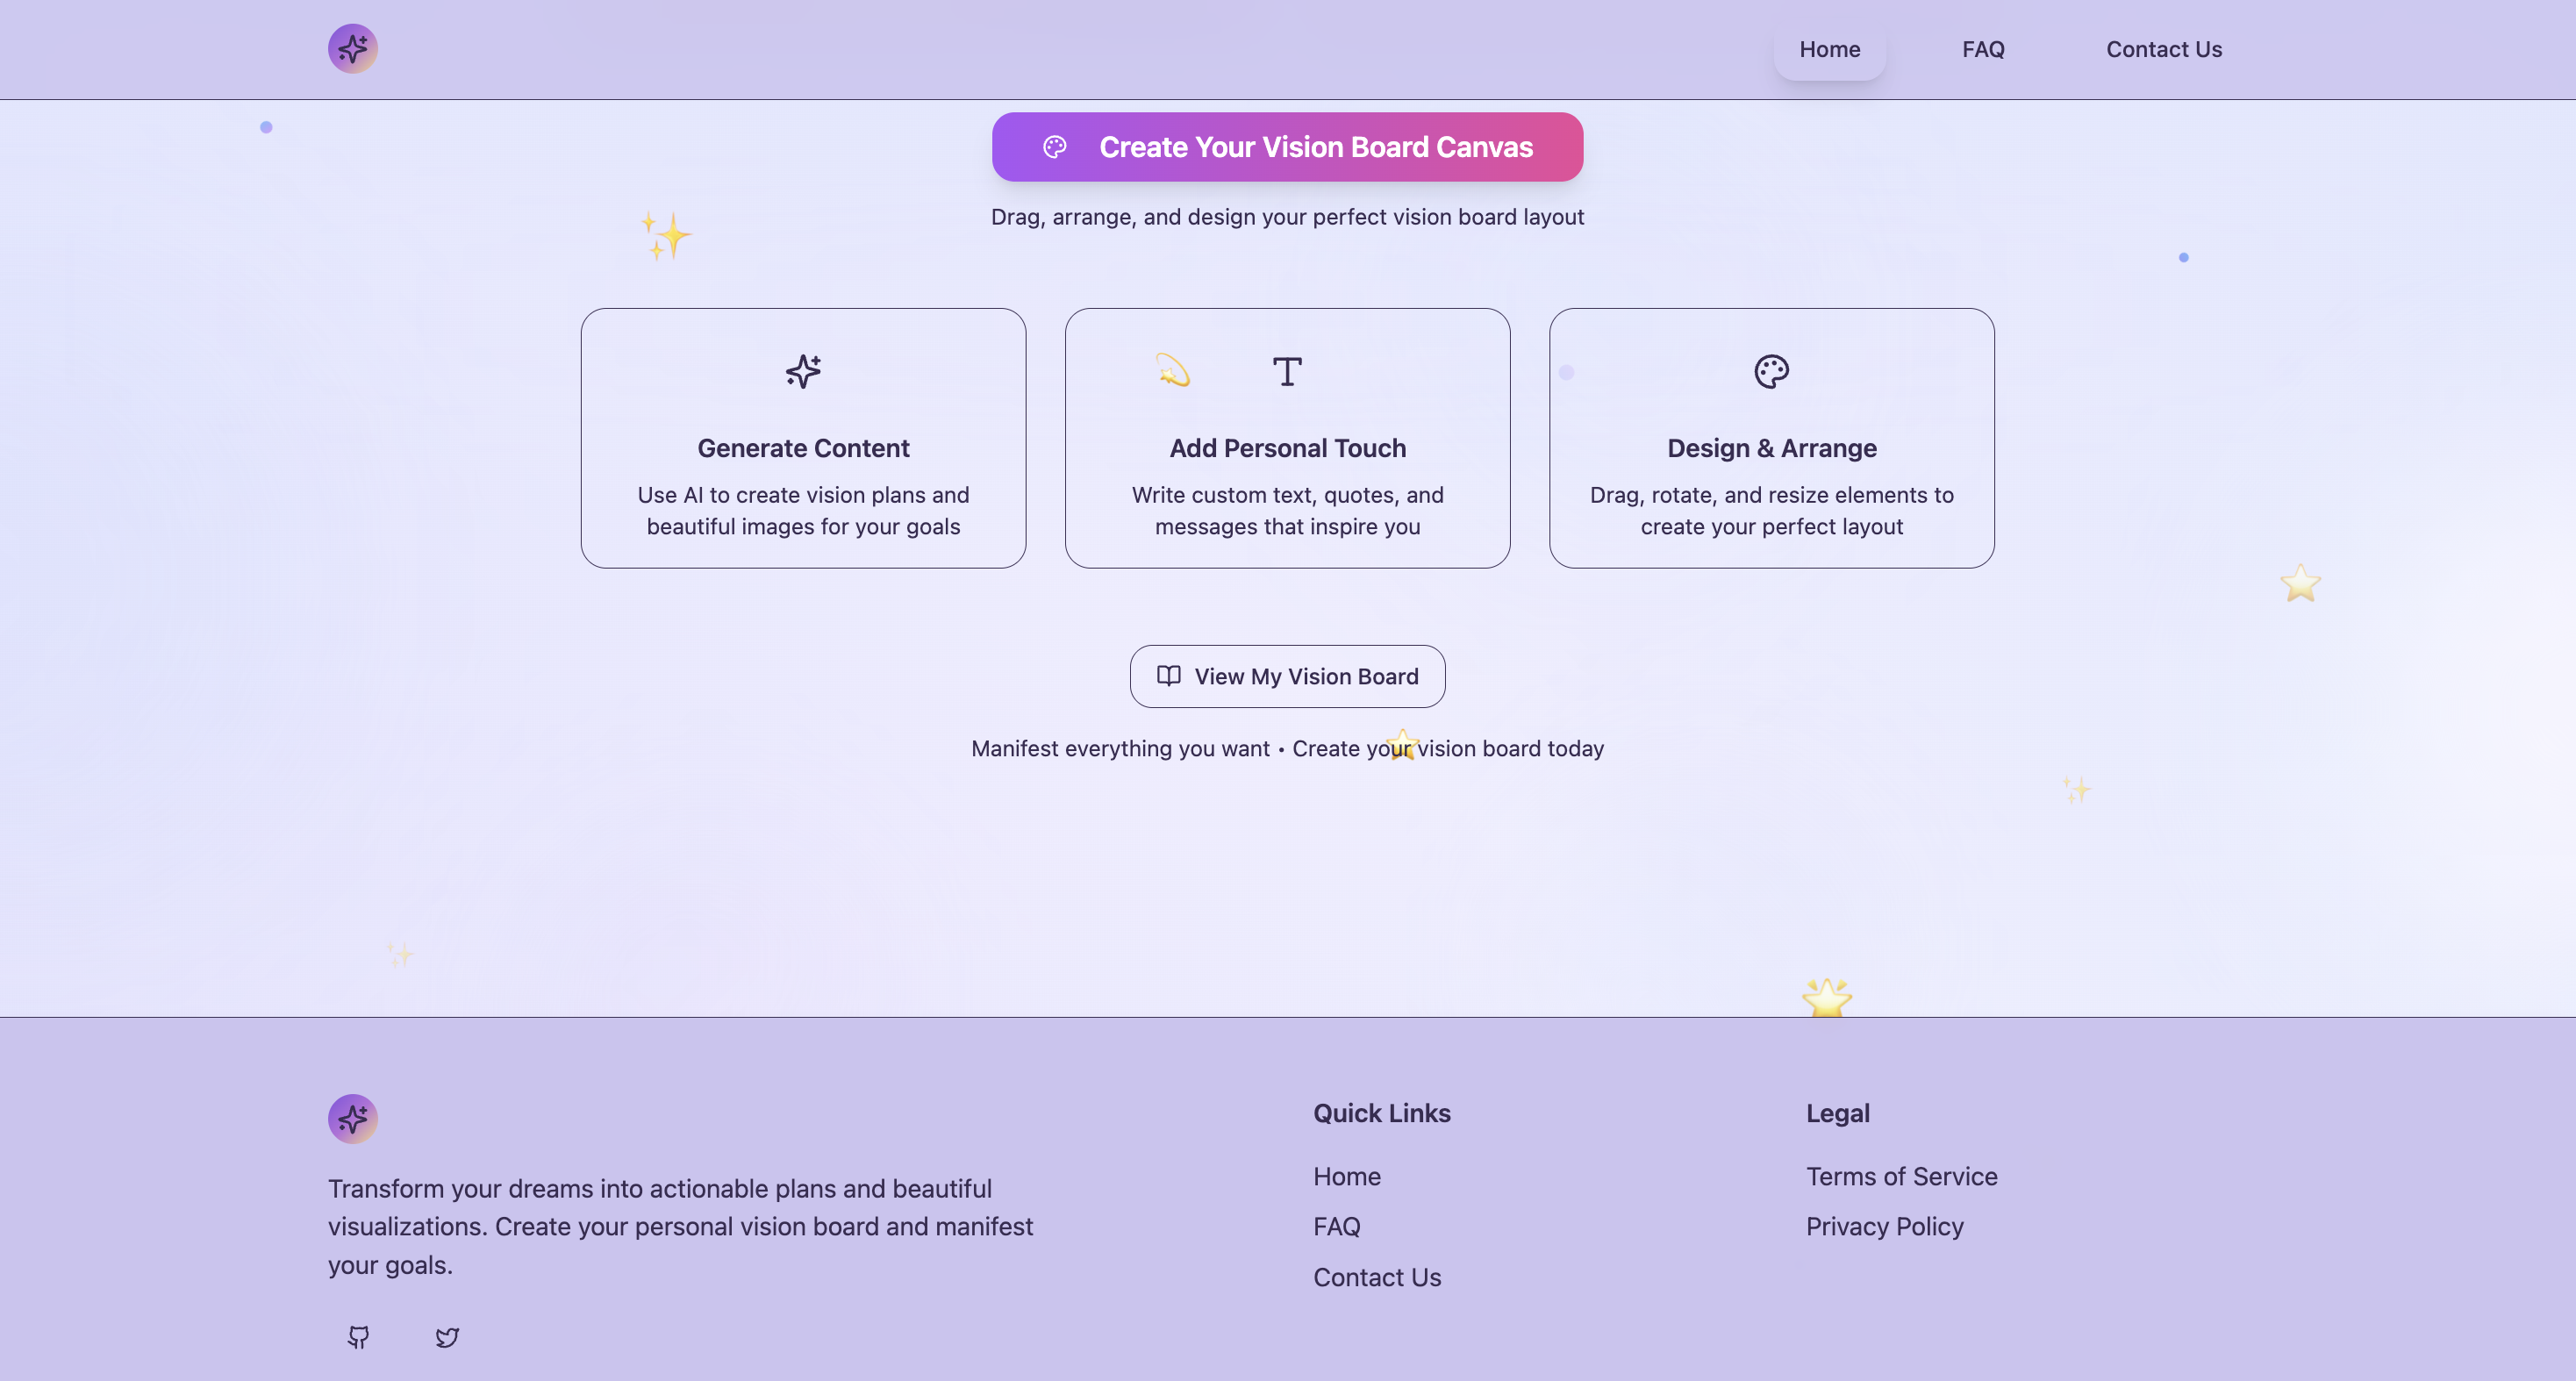 Home
FAQ
Contact Us
Create Your Vision Board Canvas
Drag, arrange, and design your perfect vision board layout
Generate Content
Use AI to create vision plans and
beautiful images for your goals
Add Personal Touch
Write custom text, quotes, and
messages that inspire you
Design & Arrange
Drag, rotate, and resize elements to
create your perfect layout
View My Vision Board
Manifest everything you want • Create your vision board today
Transform your dreams into actionable plans and beautiful
visualizations. Create your personal vision board and manifest
your goals.
Quick Links
Home
FAQ
Contact Us
Legal
Terms of Service
Privacy Policy